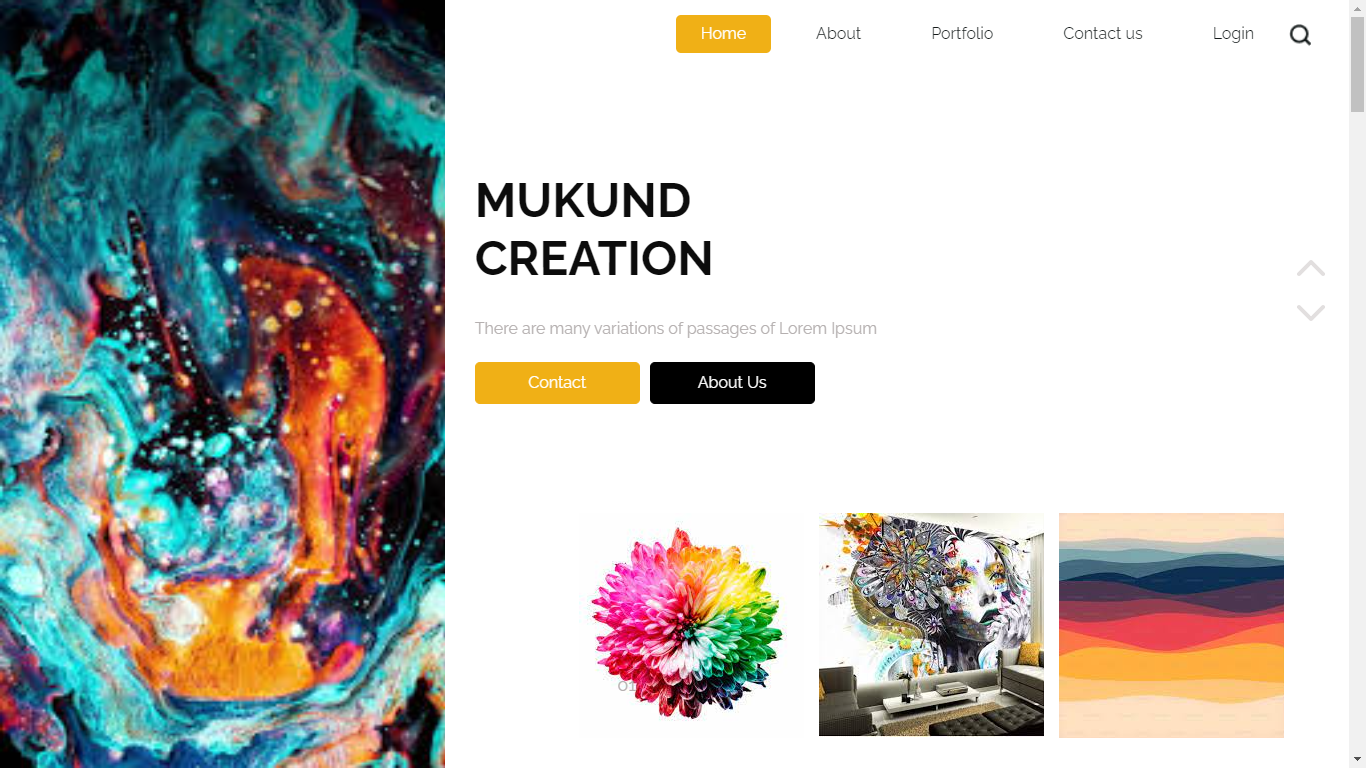 Home About Portfolio Contact us Login
MUKUND
CREATION
There are many variations of passages of Lorem Ipsum
Contact About Us
01